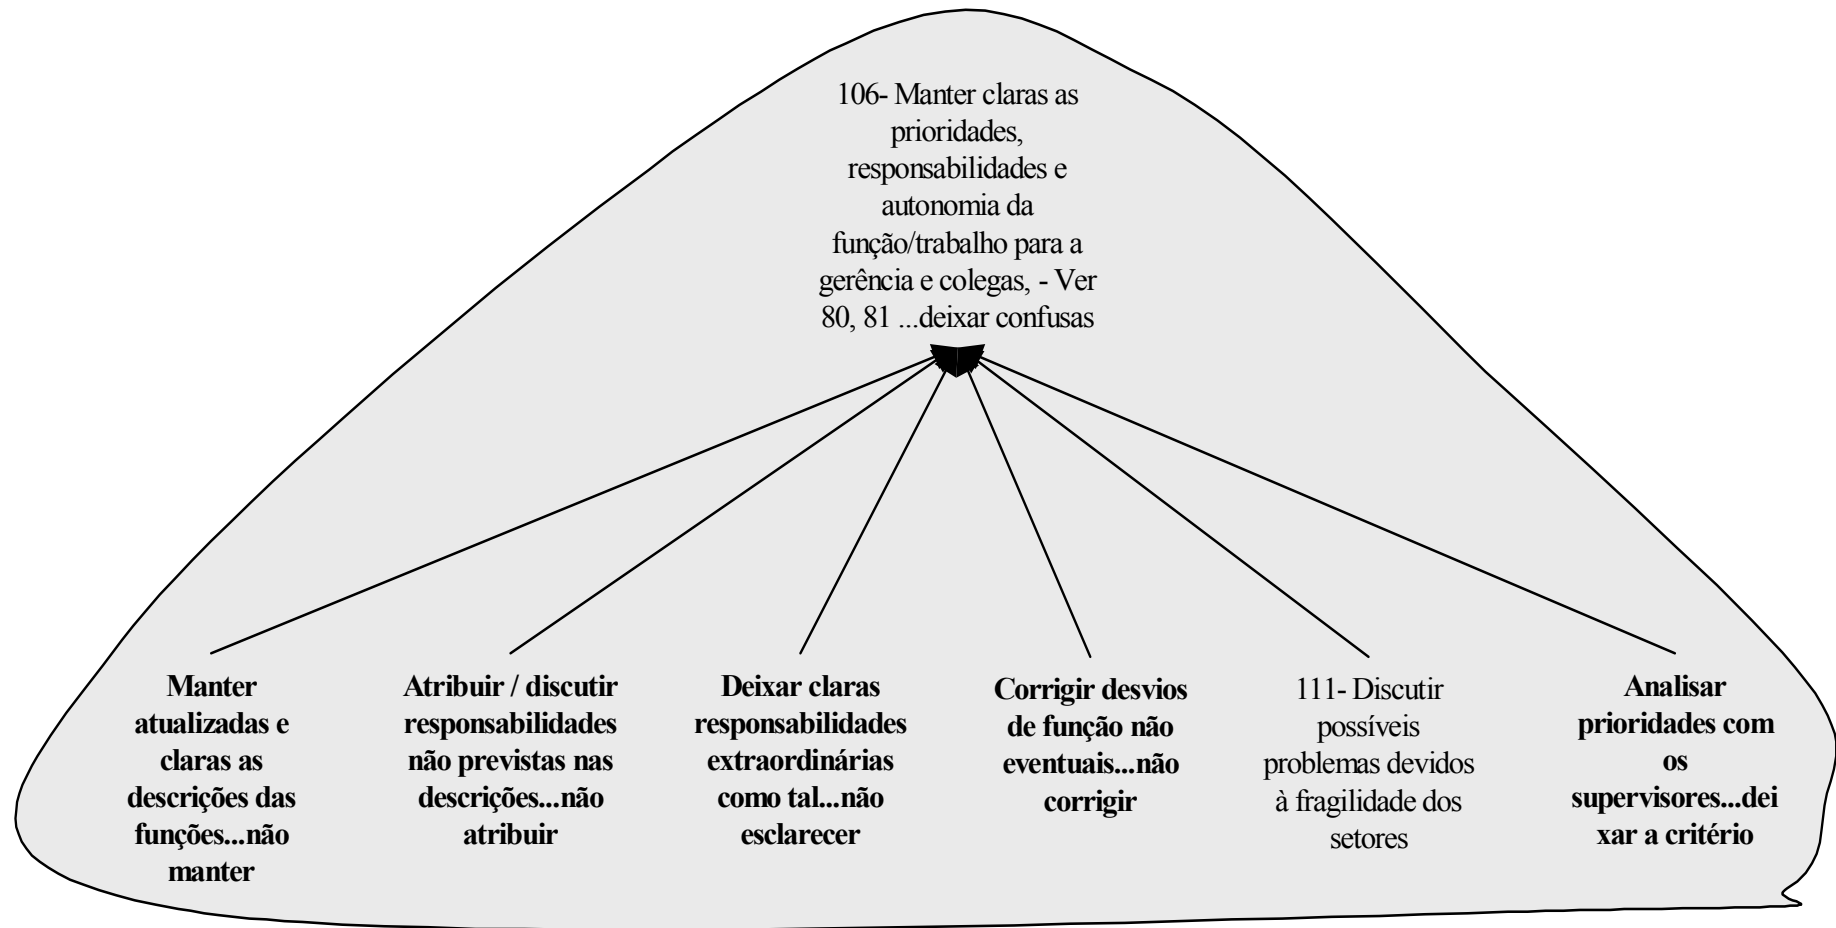 106- Manter claras as
prioridades,
responsabilidades e
autonomia da
função/trabalho para a
gerência e colegas, - Ver
80, 81 ...deixar confusas
Manter
atualizadas e
claras as
descrições das
funções...não
manter
Atribuir / discutir
responsabilidades
não previstas nas
descrições...não
atribuir
Deixar claras
responsabilidades
extraordinárias
como tal...não
esclarecer
Corrigir desvios
de função não
eventuais...não
corrigir
111- Discutir
possíveis
problemas devidos
à fragilidade dos
setores
Analisar
prioridades com
os
supervisores...dei
xar a critério